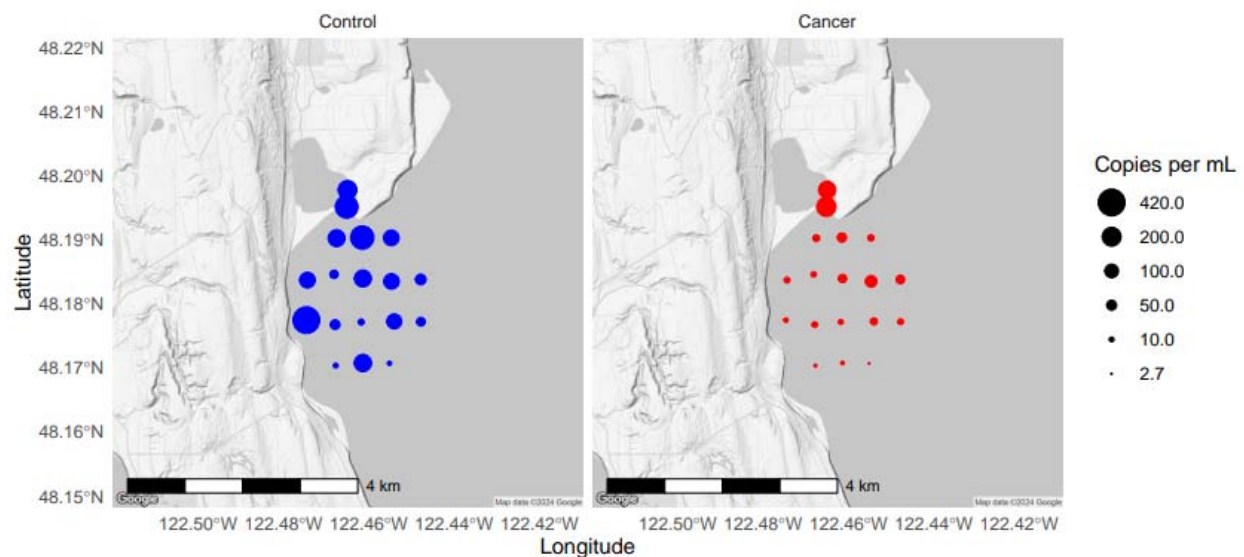 Control
Cancer
48.22°N
48.21°N
48.20°N
48.19°N
48.18°N
48.17°N
48.16°N
48.15°N
Latitude
Copies per mL
420.0
200.0
100.0
50.0
10.0
2.7
4 km
4 km
Google
Map data ©2024 Google
Google
Map data ©2024 Google
122.50°W 122.48°W 122.46°W 122.44°W 122.42°W
122.50°W 122.48°W 122.46°W 122.44°W 122.42°W
Longitude